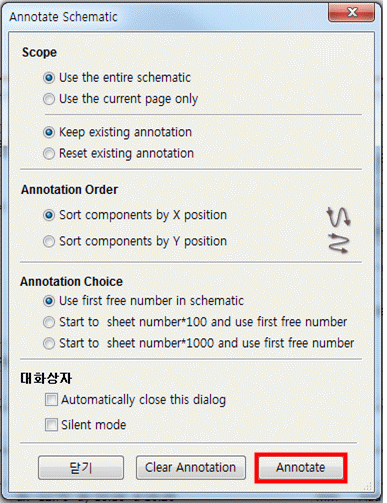 Annotate Schematic
Scope
Use the entire schematic
Use the current page only
Keep existing annotation
Reset existing annotation
Annotation Order
Sort components by X position
Sort components by Y position
Annotation Choice
Use first free number in schematic
Start to sheet number*100 and use first free number
Start to sheet number*1000 and use first free number
대화상자
Automatically close this dialog
Silent mode
닫기 Clear Annotation Annotate